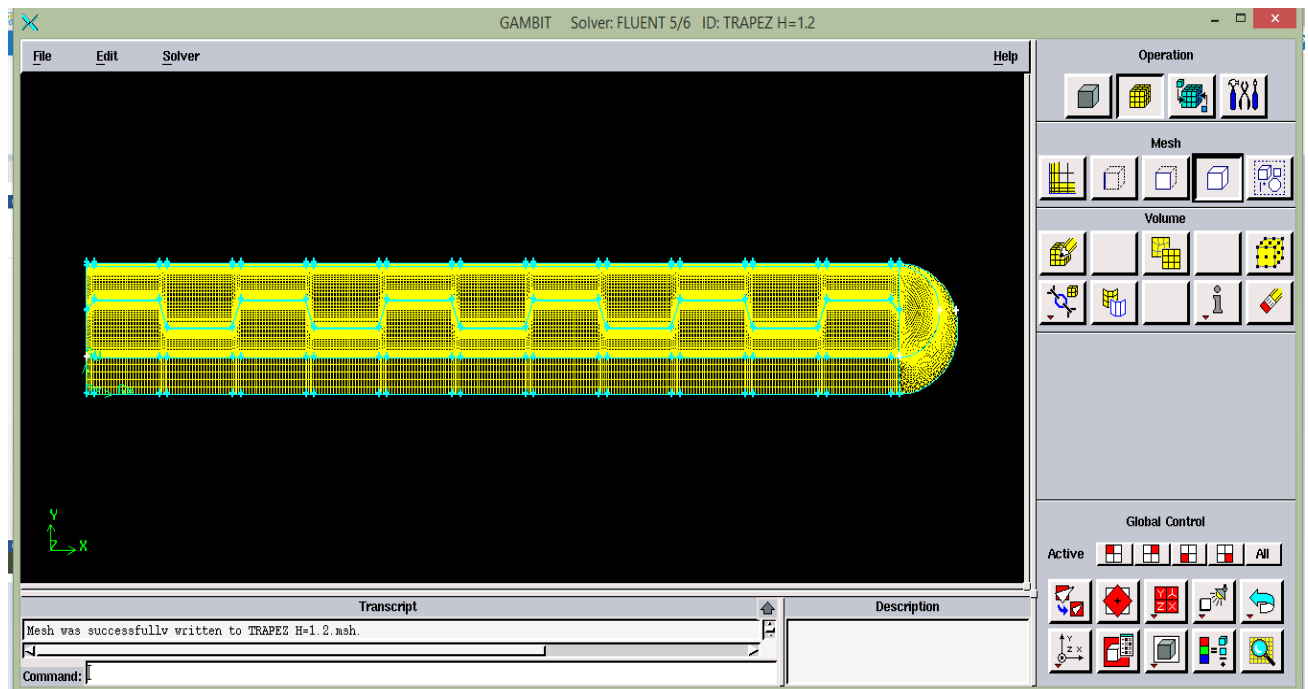 GAMBIT Solver: FLUENT 5/6 ID: TRAPEZ H=1.2
File Edit Solver Help
Operation
Mesh
Volume
Y
Z X
Global Control
Active All
Transcript
Description
Mesh was successfully written to TRAPEZ H=1.2.msh.
Command: